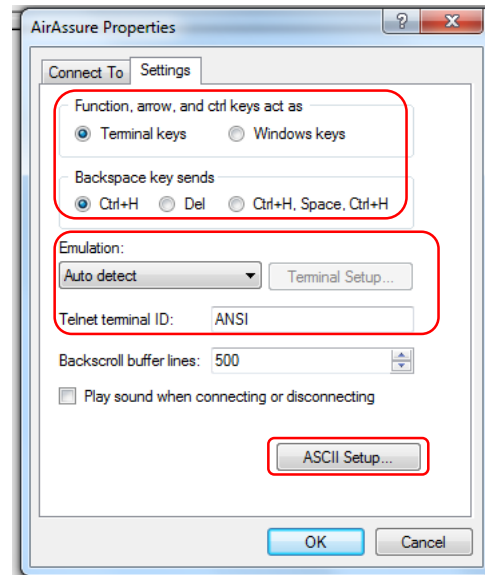 AirAssure Properties
Connect To Settings
Function, arrow, and ctrl keys act as
Terminal keys Windows keys
Backspace key sends
Ctrl+H Del Ctrl+H, Space, Ctrl+H
Emulation:
Auto detect Terminal Setup...
Telnet terminal ID: ANSI
Backscroll buffer lines: 500
Play sound when connecting or disconnecting
ASCII Setup...
OK Cancel